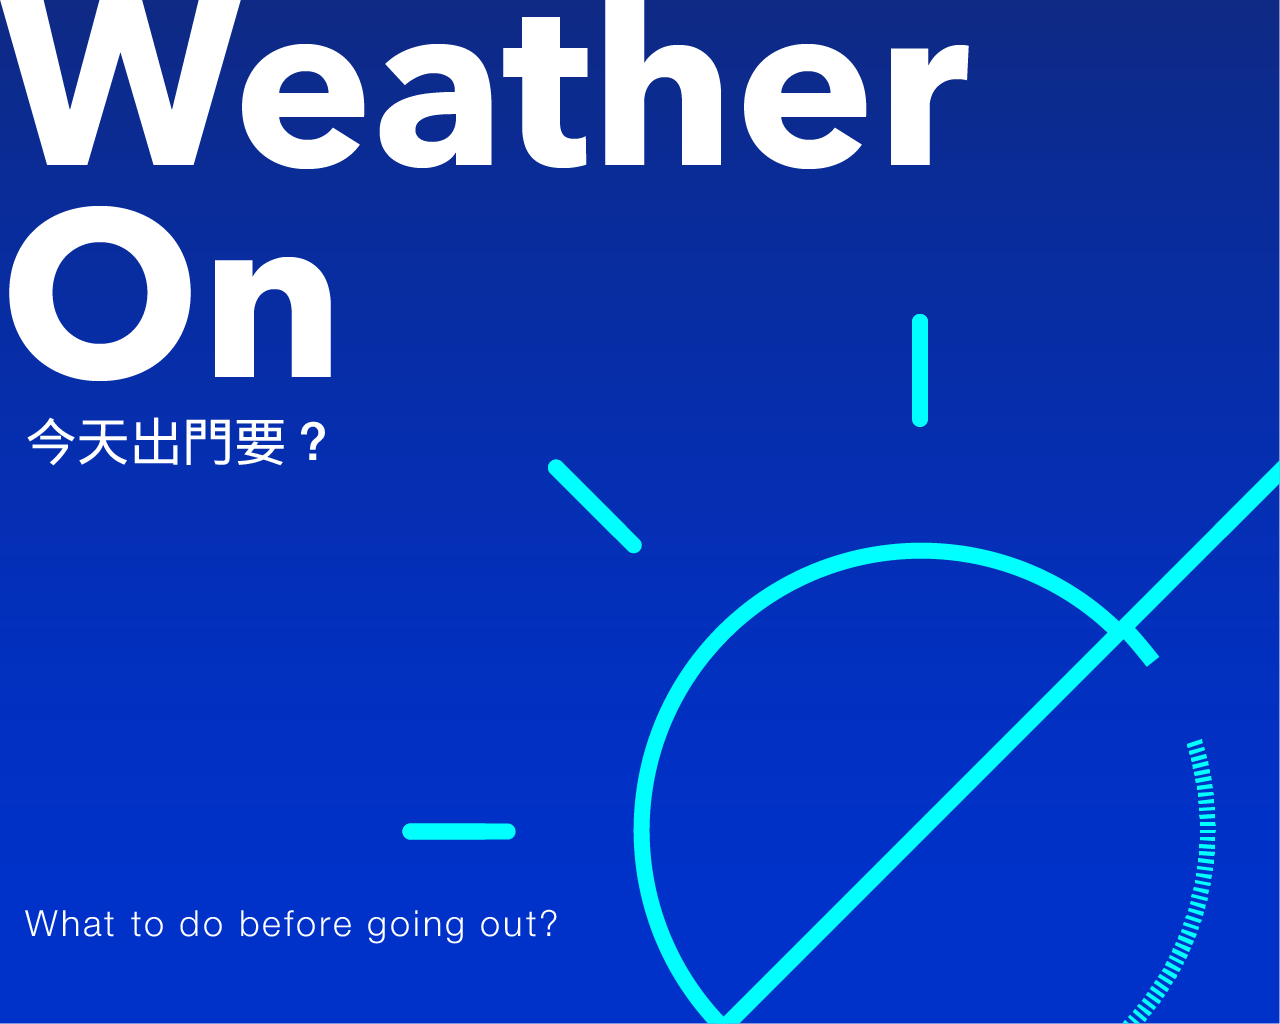 Weather
On
今天出門要？
What to do before going out?